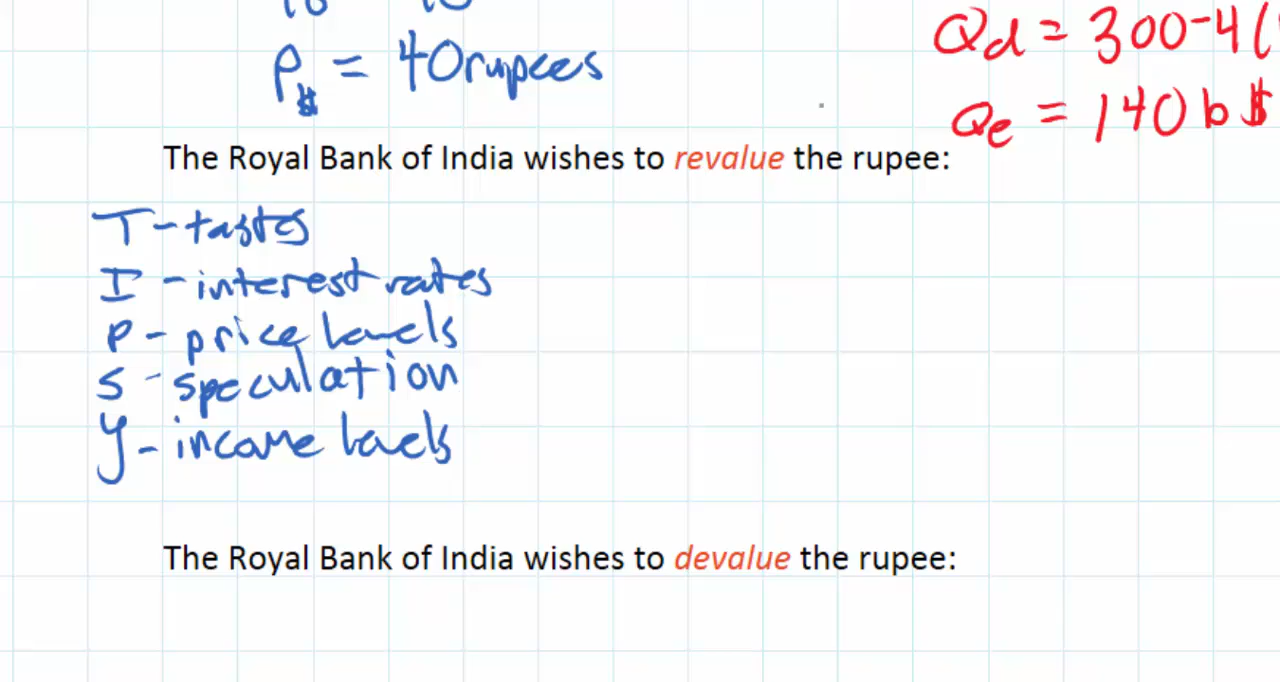 P$ = 40rupees
Qd = 300-4(
Qe = 140 b $
The Royal Bank of India wishes to revalue the rupee:
T - tastes
I - interest rates
P - price levels
S - speculation
Y - income levels
The Royal Bank of India wishes to devalue the rupee: